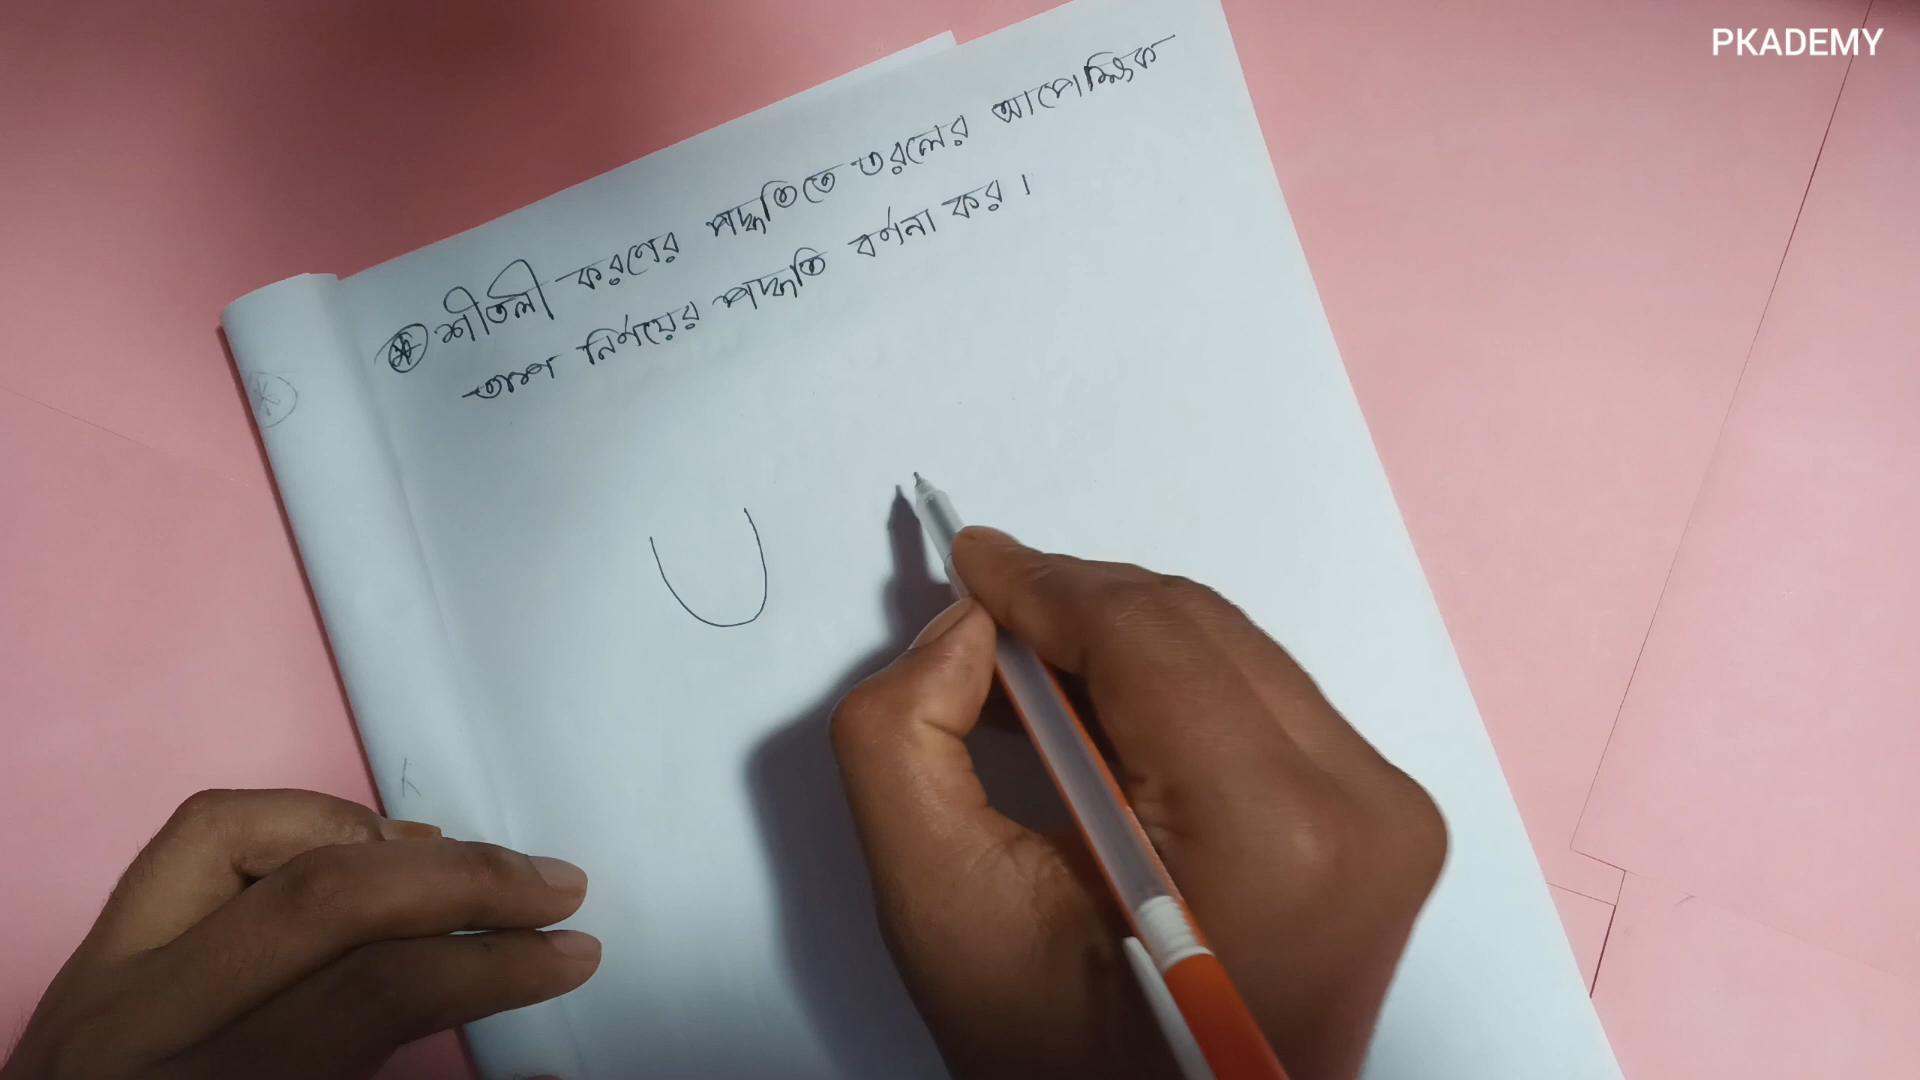 PKADEMY
শীতলী করণের পদ্ধতিতে তরলের আপেক্ষিক
তাপ নির্ণয়ের পদ্ধতি বর্ণনা কর।